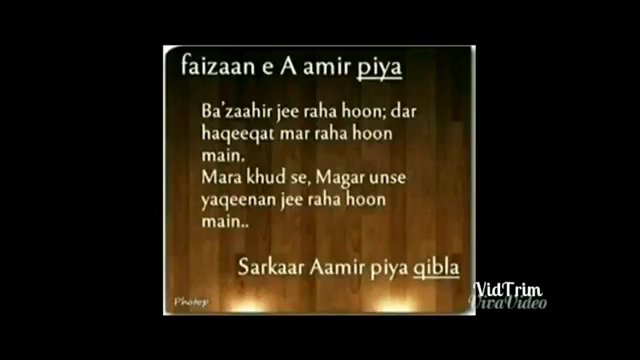 faizaan e A amir piya
Ba'zaahir jee raha hoon; dar
haqeeqat mar raha hoon
main.
Mara khud se, Magar unse
yaqeenan jee raha hoon
main..
Sarkaar Aamir piya qibla
Photop
VidTrim
VivaVideo